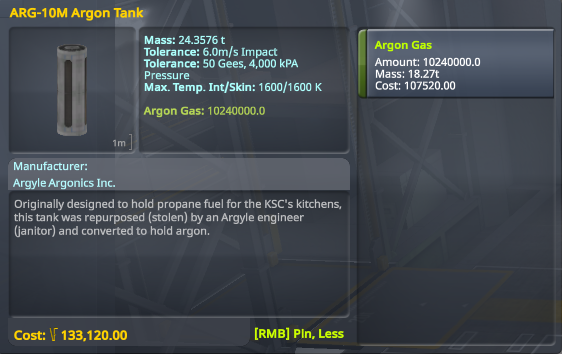 ARG-10M Argon Tank
Mass: 24.3576 t
Tolerance: 6.0m/s Impact
Tolerance: 50 Gees, 4,000 kPA
Pressure
Max. Temp. Int/Skin: 1600/1600 K
Argon Gas: 10240000.0
1m
Argon Gas
Amount: 10240000.0
Mass: 18.27t
Cost: 107520.00
Manufacturer:
Argyle Argonics Inc.
Originally designed to hold propane fuel for the KSC's kitchens,
this tank was repurposed (stolen) by an Argyle engineer
(janitor) and converted to hold argon.
Cost: 133,120.00
[RMB] Pin, Less